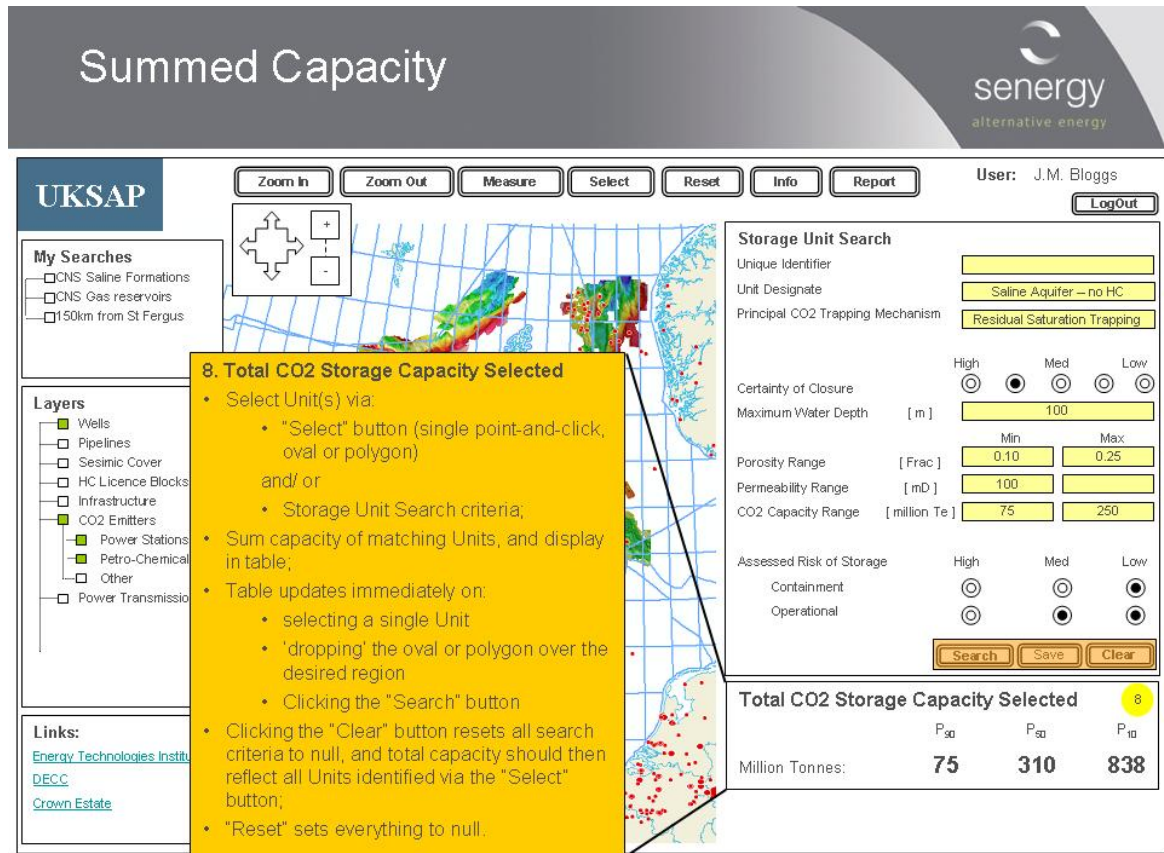 Summed Capacity
senergy
alternative energy
UKSAP
Zoom In
Zoom Out
Measure
Select
Reset
Info
Report
User: J.M. Bloggs
LogOut
+
-
My Searches
CNS Saline Formations
CNS Gas reservoirs
150km from St Fergus
Layers
Wells
Pipelines
Sesimic Cover
HC Licence Blocks
Infrastructure
CO2 Emitters
Power Stations
Petro-Chemical
Other
Power Transmissio
Links:
Energy Technologies Institu
DECC
Crown Estate
8. Total CO2 Storage Capacity Selected
• Select Unit(s) via:
• "Select" button (single point-and-click,
oval or polygon)
and/ or
• Storage Unit Search criteria;
• Sum capacity of matching Units, and display
in table;
• Table updates immediately on:
• selecting a single Unit
• 'dropping' the oval or polygon over the
desired region
• Clicking the "Search" button
• Clicking the "Clear" button resets all search
criteria to null, and total capacity should then
reflect all Units identified via the "Select"
button;
• "Reset" sets everything to null.
Storage Unit Search
Unique Identifier
Unit Designate Saline Aquifer – no HC
Principal CO2 Trapping Mechanism Residual Saturation Trapping
High Med Low
Certainty of Closure
Maximum Water Depth [ m ] 100
Min Max
Porosity Range [ Frac ] 0.10 0.25
Permeability Range [ mD ] 100
CO2 Capacity Range [ million Te ] 75 250
Assessed Risk of Storage High Med Low
Containment
Operational
Search Save Clear
Total CO2 Storage Capacity Selected 8
P90 P50 P10
Million Tonnes: 75 310 838